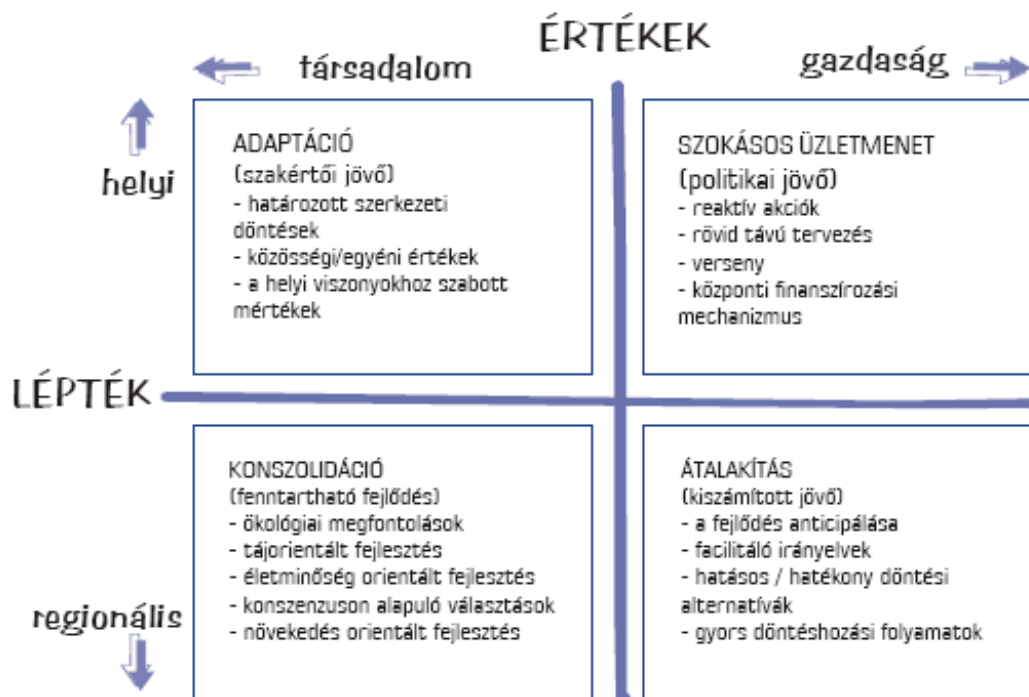 ÉRTÉKEK
társadalom
gazdaság
helyi
ADAPTÁCIÓ
(szakértői jövő)
- határozott szerkezeti
döntések
- közösségi/egyéni értékek
- a helyi viszonyokhoz szabott
mértékek
SZOKÁSOS ÜZLETMENET
(politikai jövő)
- reaktív akciók
- rövid távú tervezés
- verseny
- központi finanszírozási
mechanizmus
LÉPTÉK
regionális
KONSZOLIDÁCIÓ
(fenntartható fejlődés)
- ökológiai megfontolások
- tájorientált fejlesztés
- életminőség orientált fejlesztés
- konszenzuson alapuló választások
- növekedés orientált fejlesztés
ÁTALAKÍTÁS
(kiszámított jövő)
- a fejlődés anticipálása
- facilitáló irányelvek
- hatásos / hatékony döntési
alternatívák
- gyors döntéshozási folyamatok